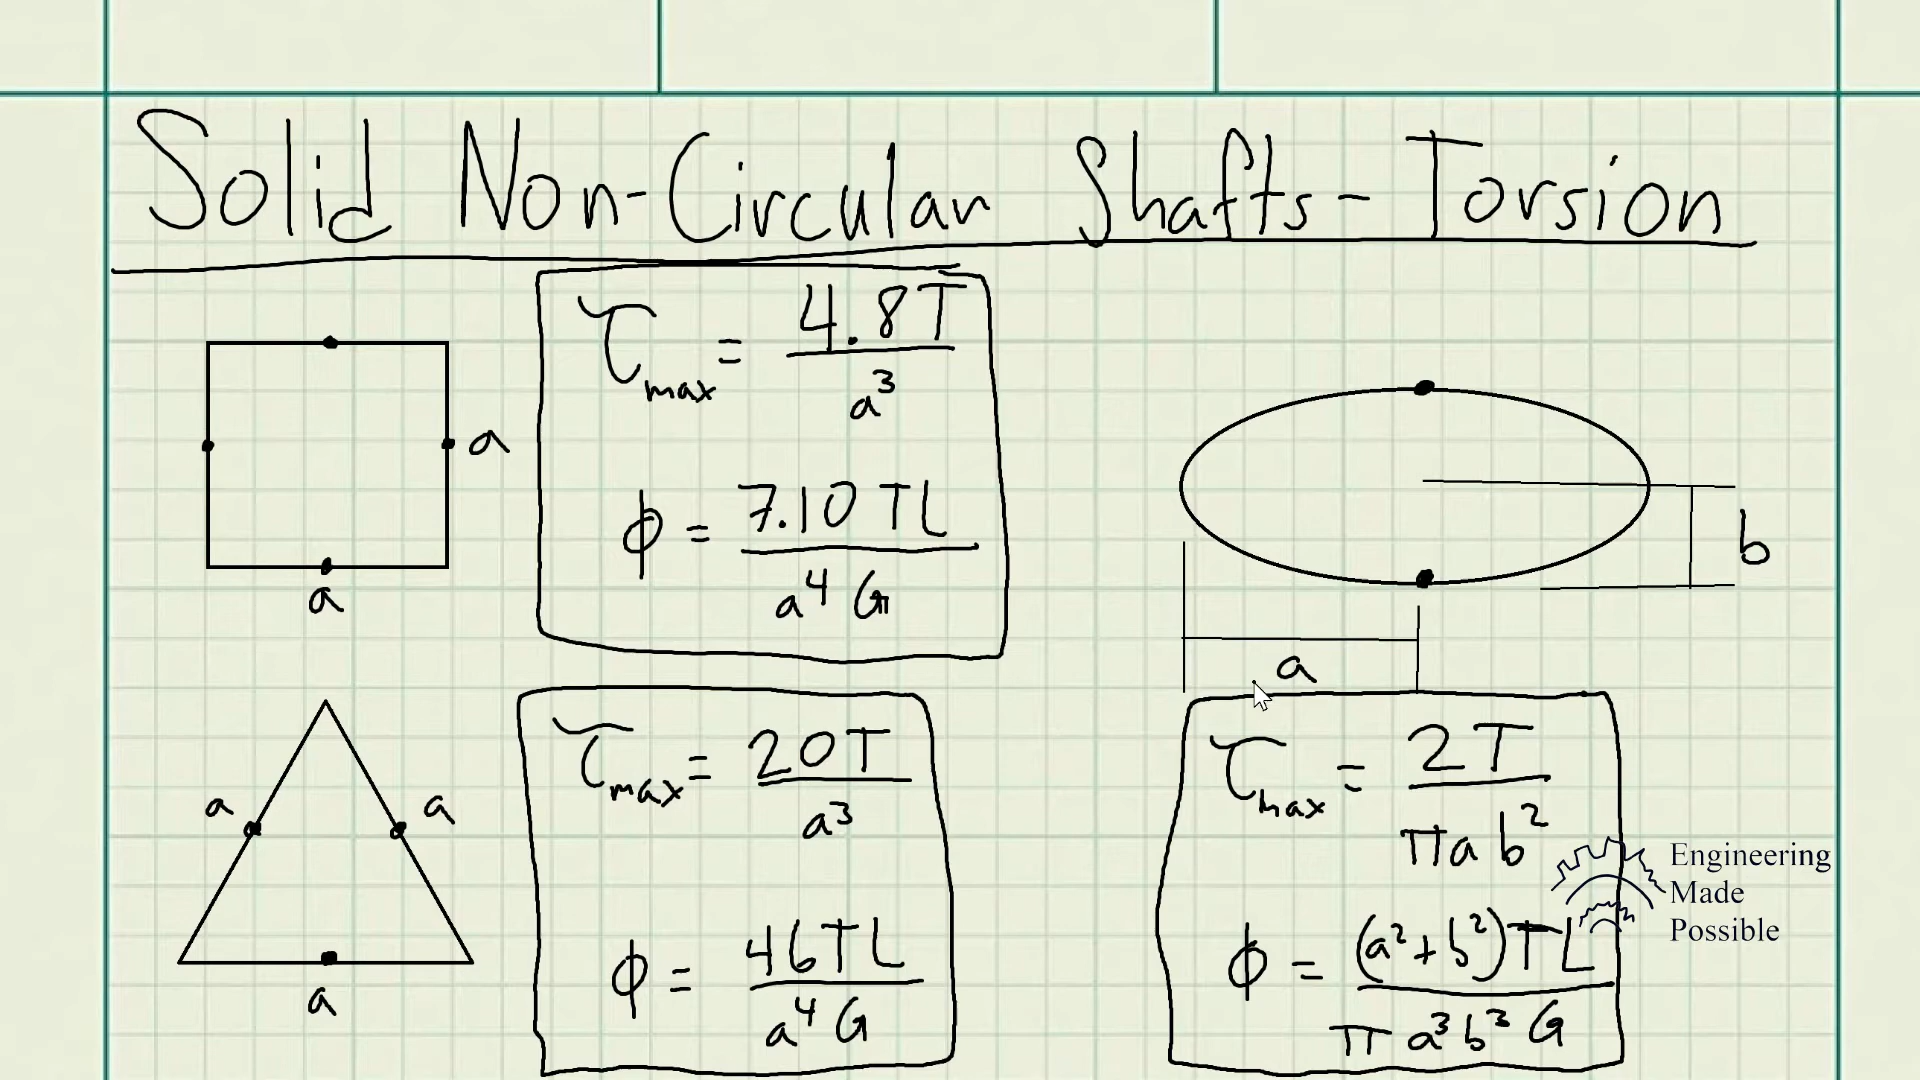 Solid Non-Circular Shafts - Torsion
τmax = 4.8T / a³
a
ϕ = 7.10 TL / a⁴ G
a
b
a
τmax = 20T / a³
a
a
ϕ = 46TL / a⁴ G
a
τmax = 2T / πab²
ϕ = (a²+b²)TL / πa³b³ G
Engineering
Made
Possible